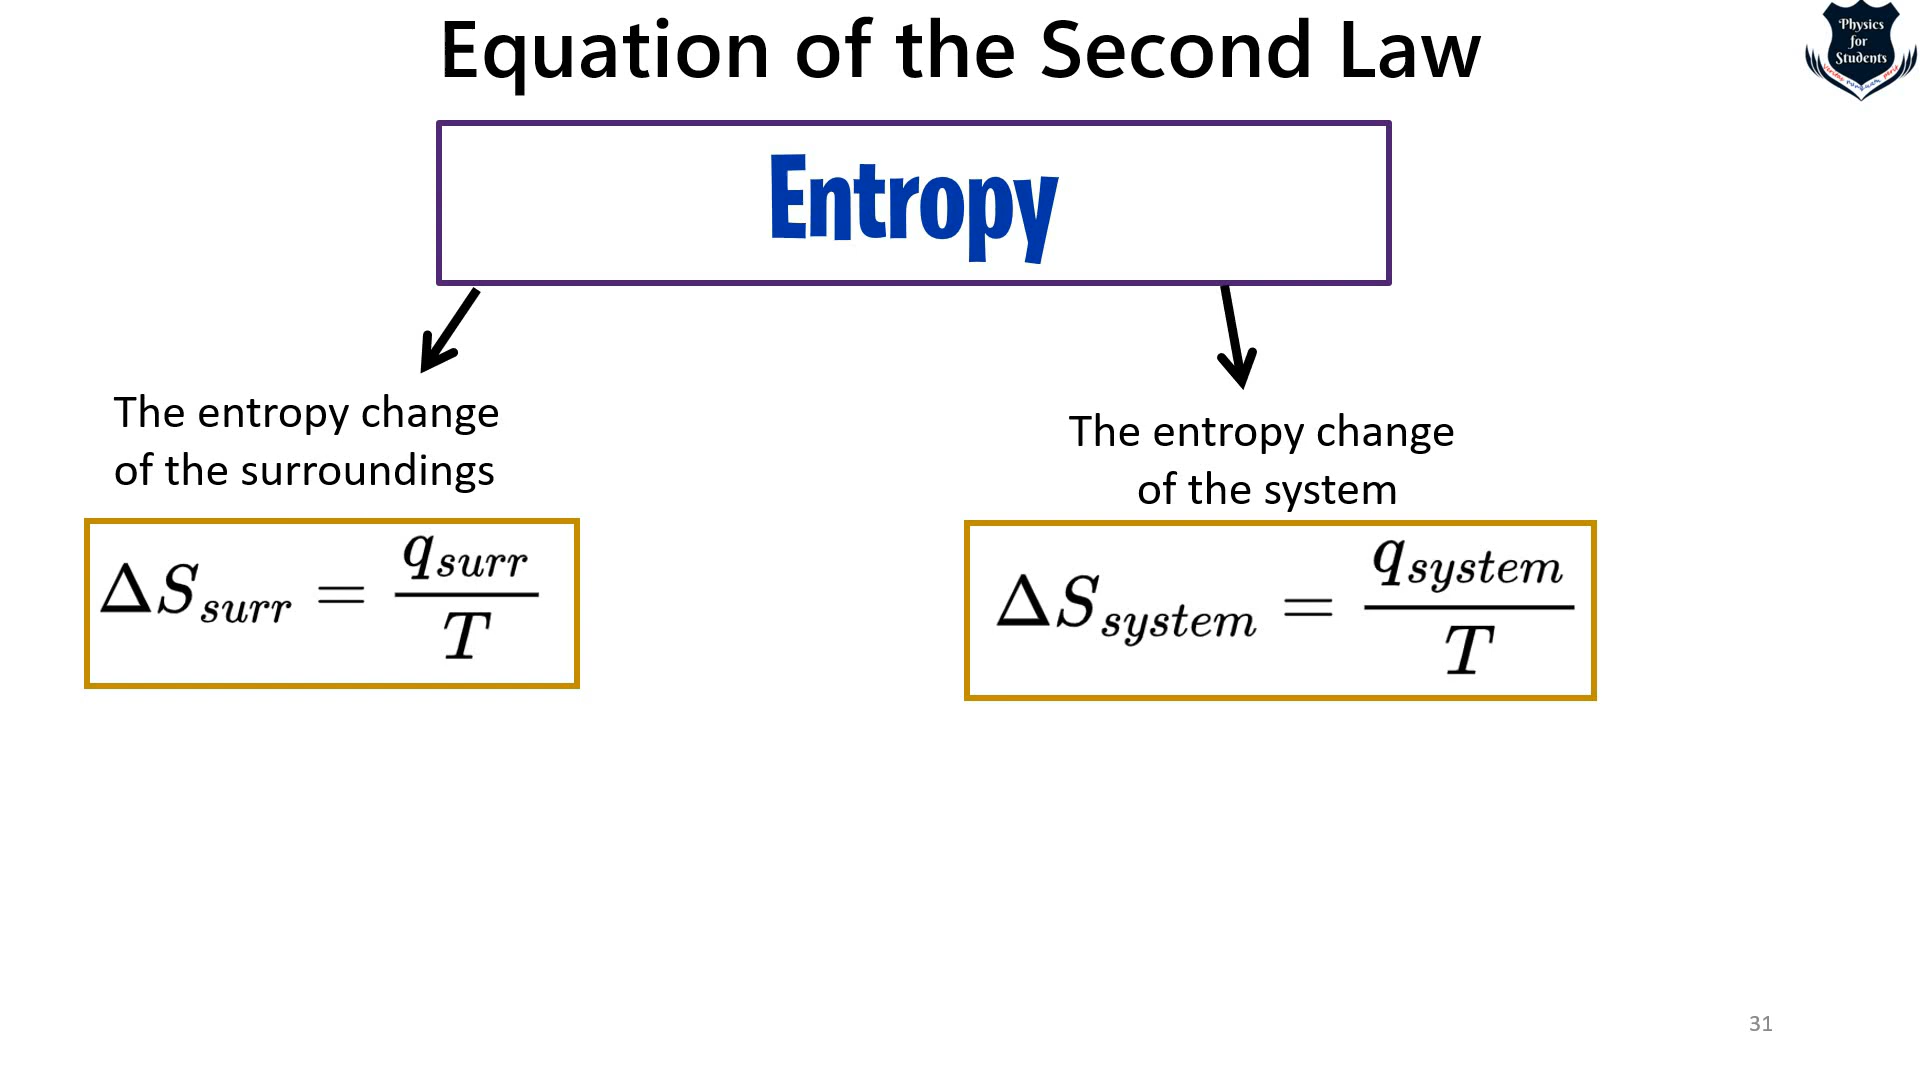 Equation of the Second Law
Physics
for
Students
Entropy
The entropy change
of the surroundings
ΔS_surr = q_surr / T
The entropy change
of the system
ΔS_system = q_system / T
31